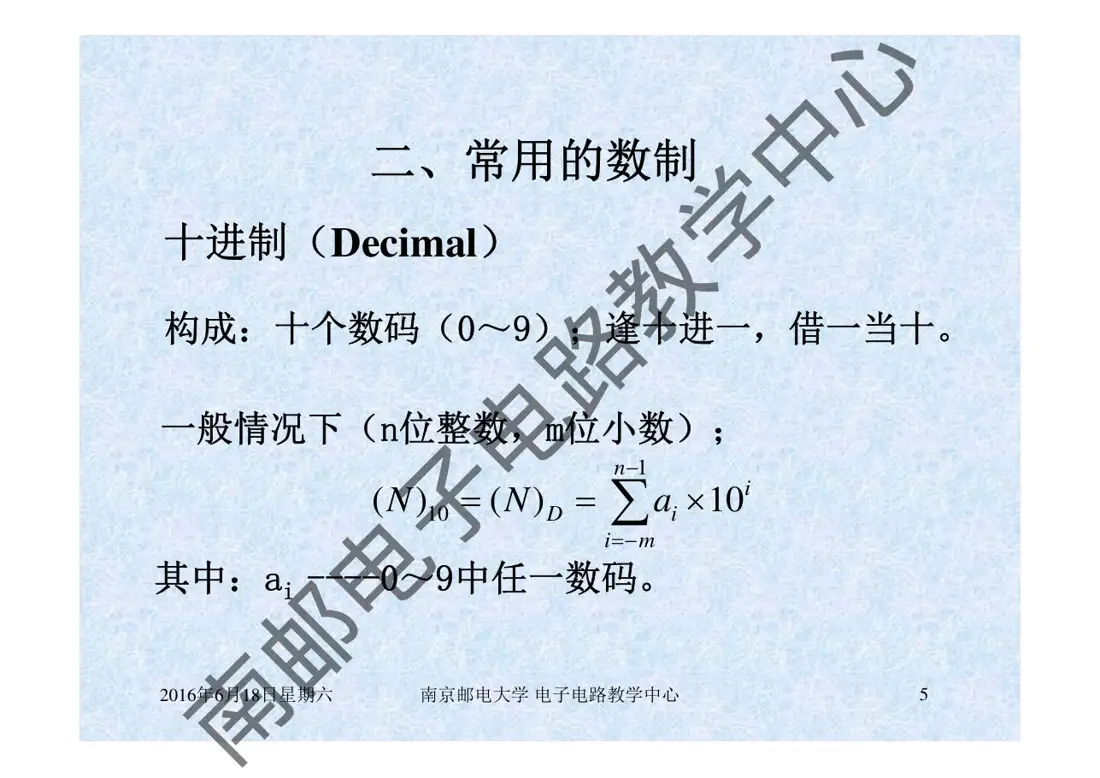 二、常用的数制
十进制（Decimal）
构成：十个数码（0～9）；逢十进一，借一当十。
一般情况下（n位整数，m位小数）；
(N)₁₀ = (N)_D = ∑_{i=-m}^{n-1} a_i × 10^i
其中：a_i ----0～9中任一数码。
2016年6月18日星期六 南京邮电大学 电子电路教学中心 5
南邮电子电路教学中心